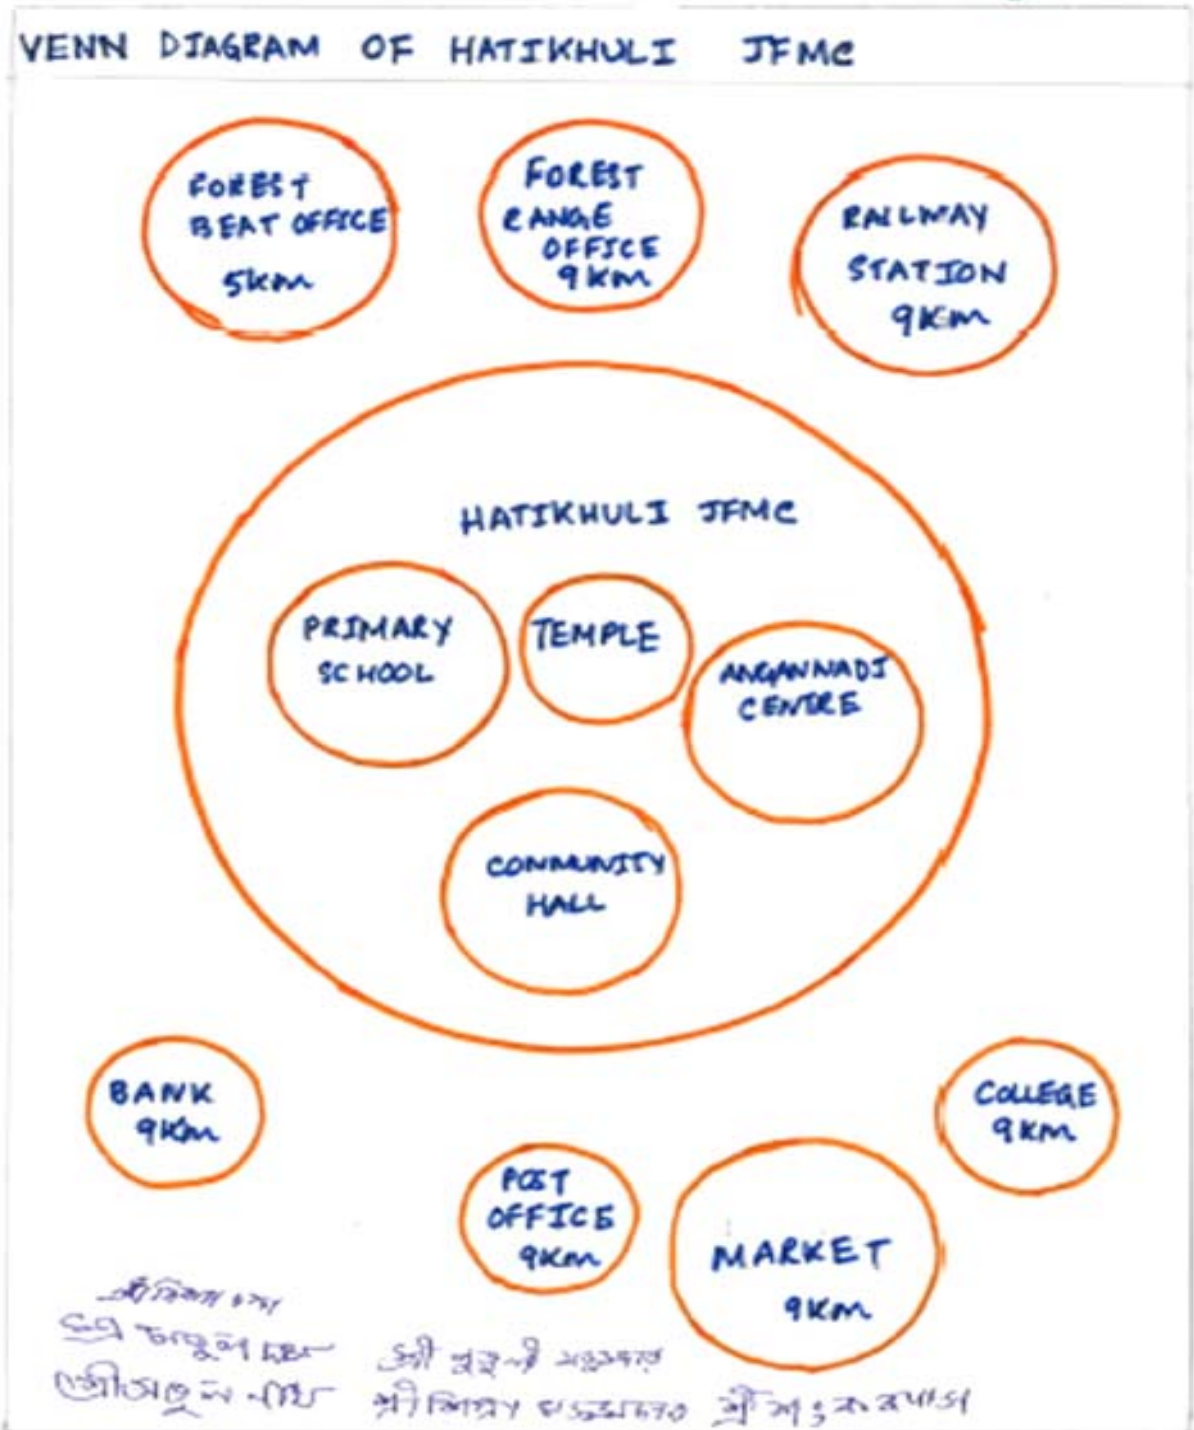 VENN DIAGRAM OF HATIKHULI JFMC
FOREST
BEAT OFFICE
5km
FOREST
RANGE
OFFICE
9km
RAILWAY
STATION
9Km
HATIKHULI JFMC
PRIMARY
SCHOOL
TEMPLE
ANGANWADI
CENTRE
COMMUNITY
HALL
BANK
9Km
COLLEGE
9Km
POST
OFFICE
9Km
MARKET
9Km
শ্রী
শ্রী
শ্রী